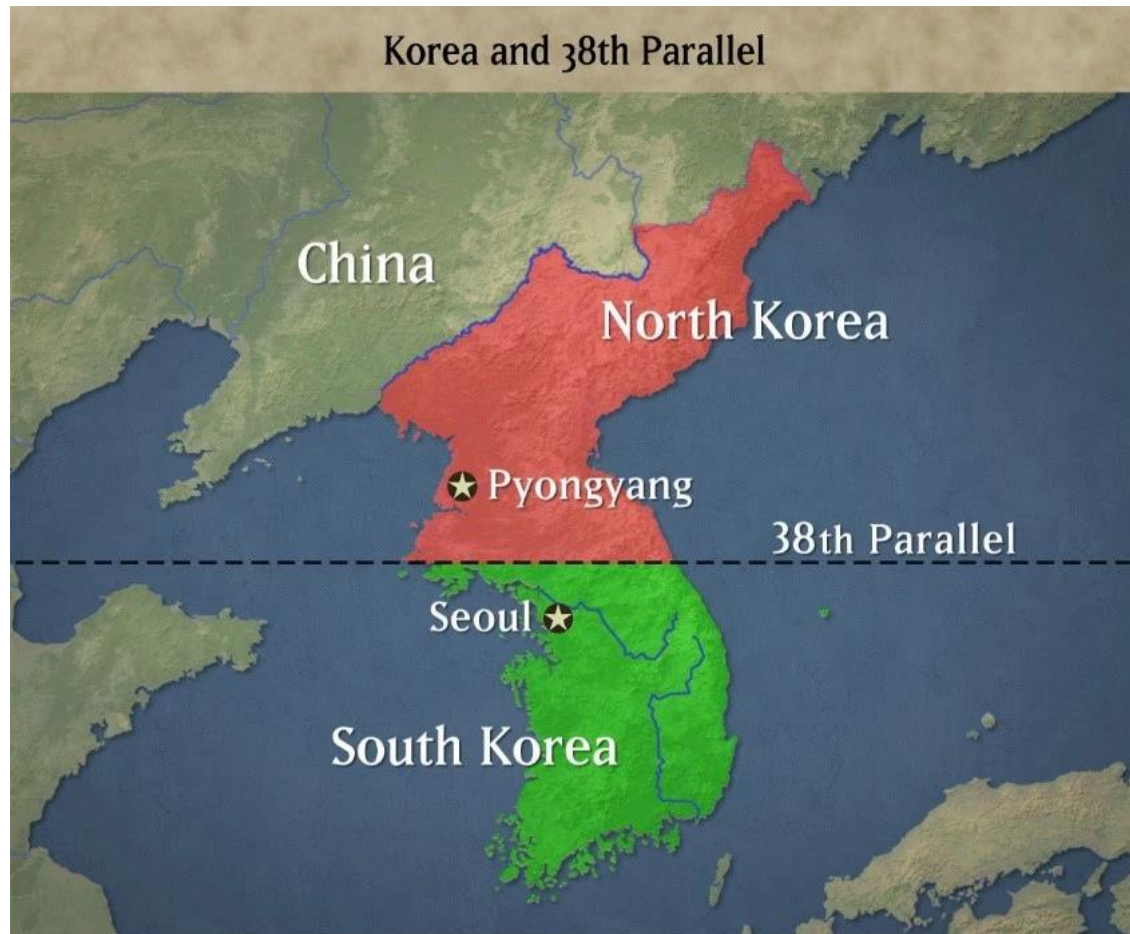 Korea and 38th Parallel
China
North Korea
Pyongyang
38th Parallel
Seoul
South Korea